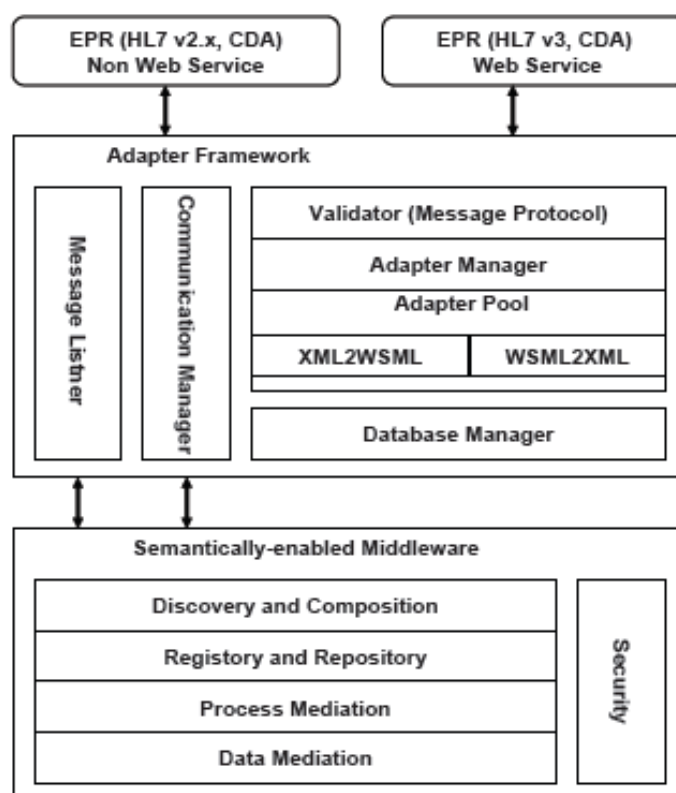 EPR (HL7 v2.x, CDA)
Non Web Service
EPR (HL7 v3, CDA)
Web Service
Adapter Framework
Message Listner
Communication Manager
Validator (Message Protocol)
Adapter Manager
Adapter Pool
XML2WSML
WSML2XML
Database Manager
Semantically-enabled Middleware
Discovery and Composition
Registory and Repository
Process Mediation
Data Mediation
Security